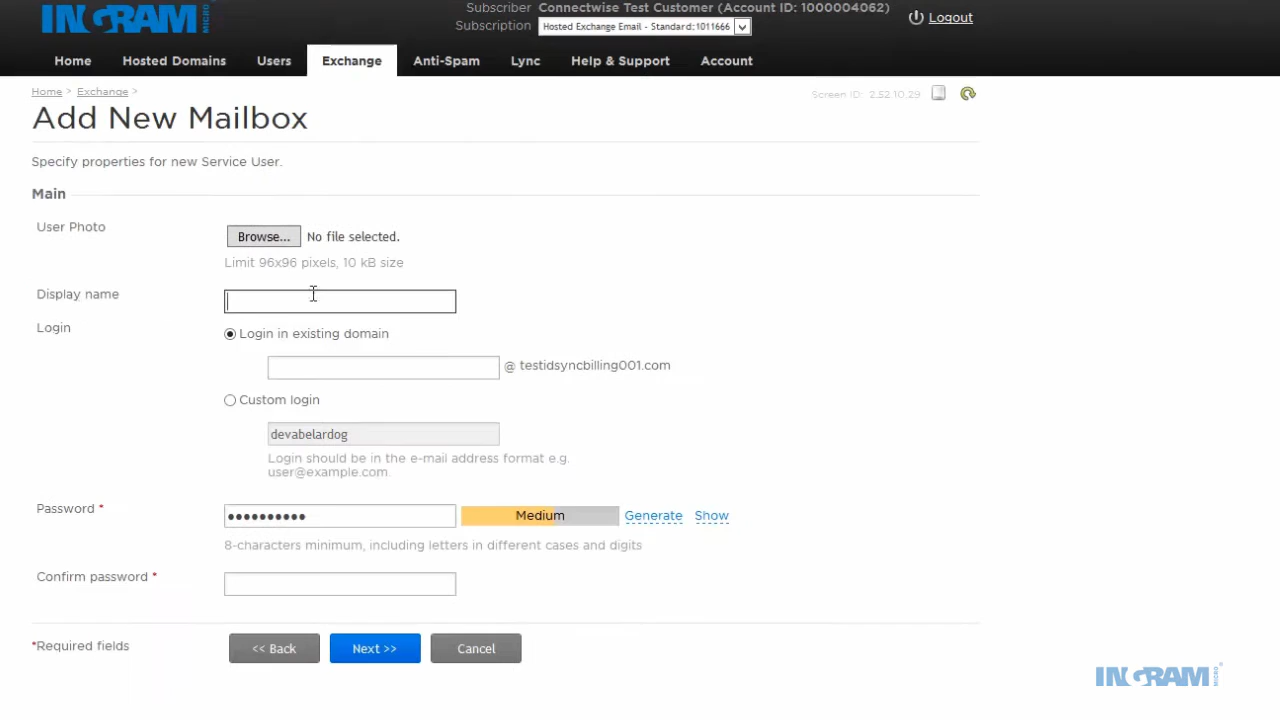 INGRAM MICRO
Subscriber Connectwise Test Customer (Account ID: 1000004062)
Subscription Hosted Exchange Email - Standard:1011666
Logout
Home Hosted Domains Users Exchange Anti-Spam Lync Help & Support Account
Home > Exchange >
Screen ID: 2.52.10.29
Add New Mailbox
Specify properties for new Service User.
Main
User Photo
Browse... No file selected.
Limit 96x96 pixels, 10 kB size
Display name
Login
Login in existing domain
@ testidsyncbilling001.com
Custom login
devabelardog
Login should be in the e-mail address format e.g.
user@example.com.
Password *
●●●●●●●●●●
Medium Generate Show
8-characters minimum, including letters in different cases and digits
Confirm password *
*Required fields
<< Back Next >> Cancel
INGRAM MICRO